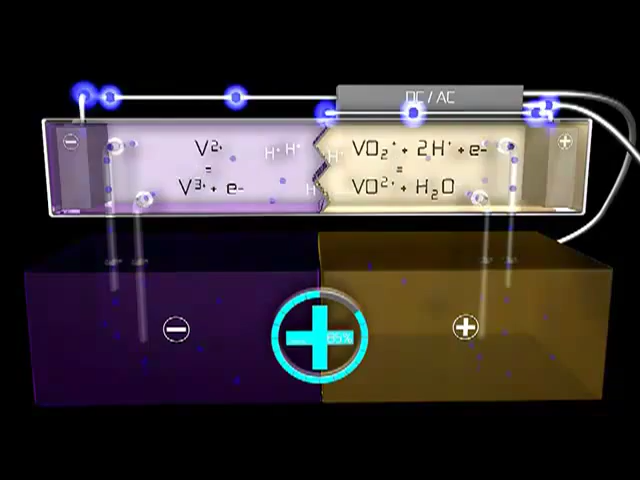 DC / AC
− +
V²⁺ H⁺ H⁺ H⁺ VO₂⁺ + 2H⁺ + e-
= =
V³⁺ + e- H VO²⁺ + H₂O
− 85% +